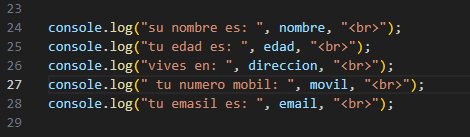 23
24 console.log("su nombre es: ", nombre, "<br>");
25 console.log("tu edad es: ", edad, "<br>");
26 console.log("vives en: ", direccion, "<br>");
27 console.log(" tu numero mobil: ", movil, "<br>");
28 console.log("tu emasil es: ", email, "<br>");
29